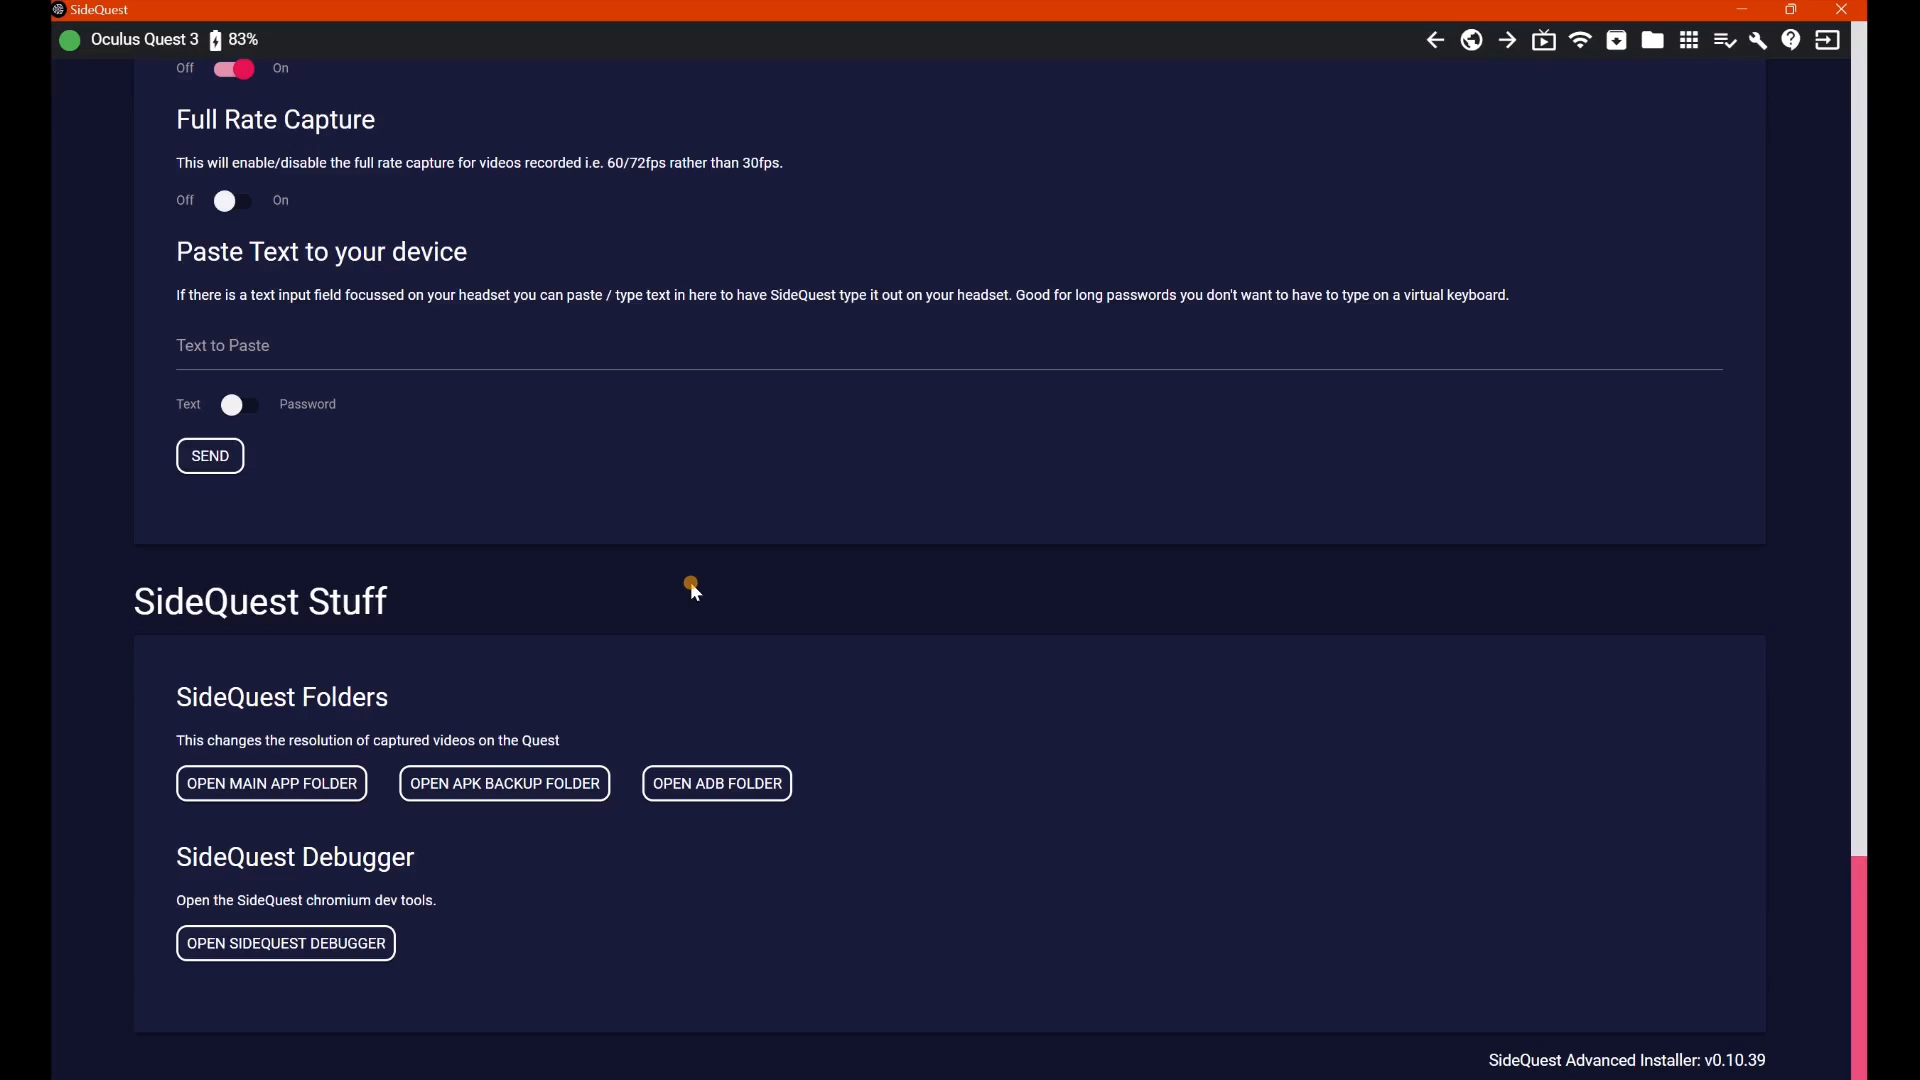 SideQuest
Oculus Quest 3 83%
Off On
Full Rate Capture
This will enable/disable the full rate capture for videos recorded i.e. 60/72fps rather than 30fps.
Off On
Paste Text to your device
If there is a text input field focussed on your headset you can paste / type text in here to have SideQuest type it out on your headset. Good for long passwords you don't want to have to type on a virtual keyboard.
Text to Paste
Text Password
SEND
SideQuest Stuff
SideQuest Folders
This changes the resolution of captured videos on the Quest
OPEN MAIN APP FOLDER OPEN APK BACKUP FOLDER OPEN ADB FOLDER
SideQuest Debugger
Open the SideQuest chromium dev tools.
OPEN SIDEQUEST DEBUGGER
SideQuest Advanced Installer: v0.10.39